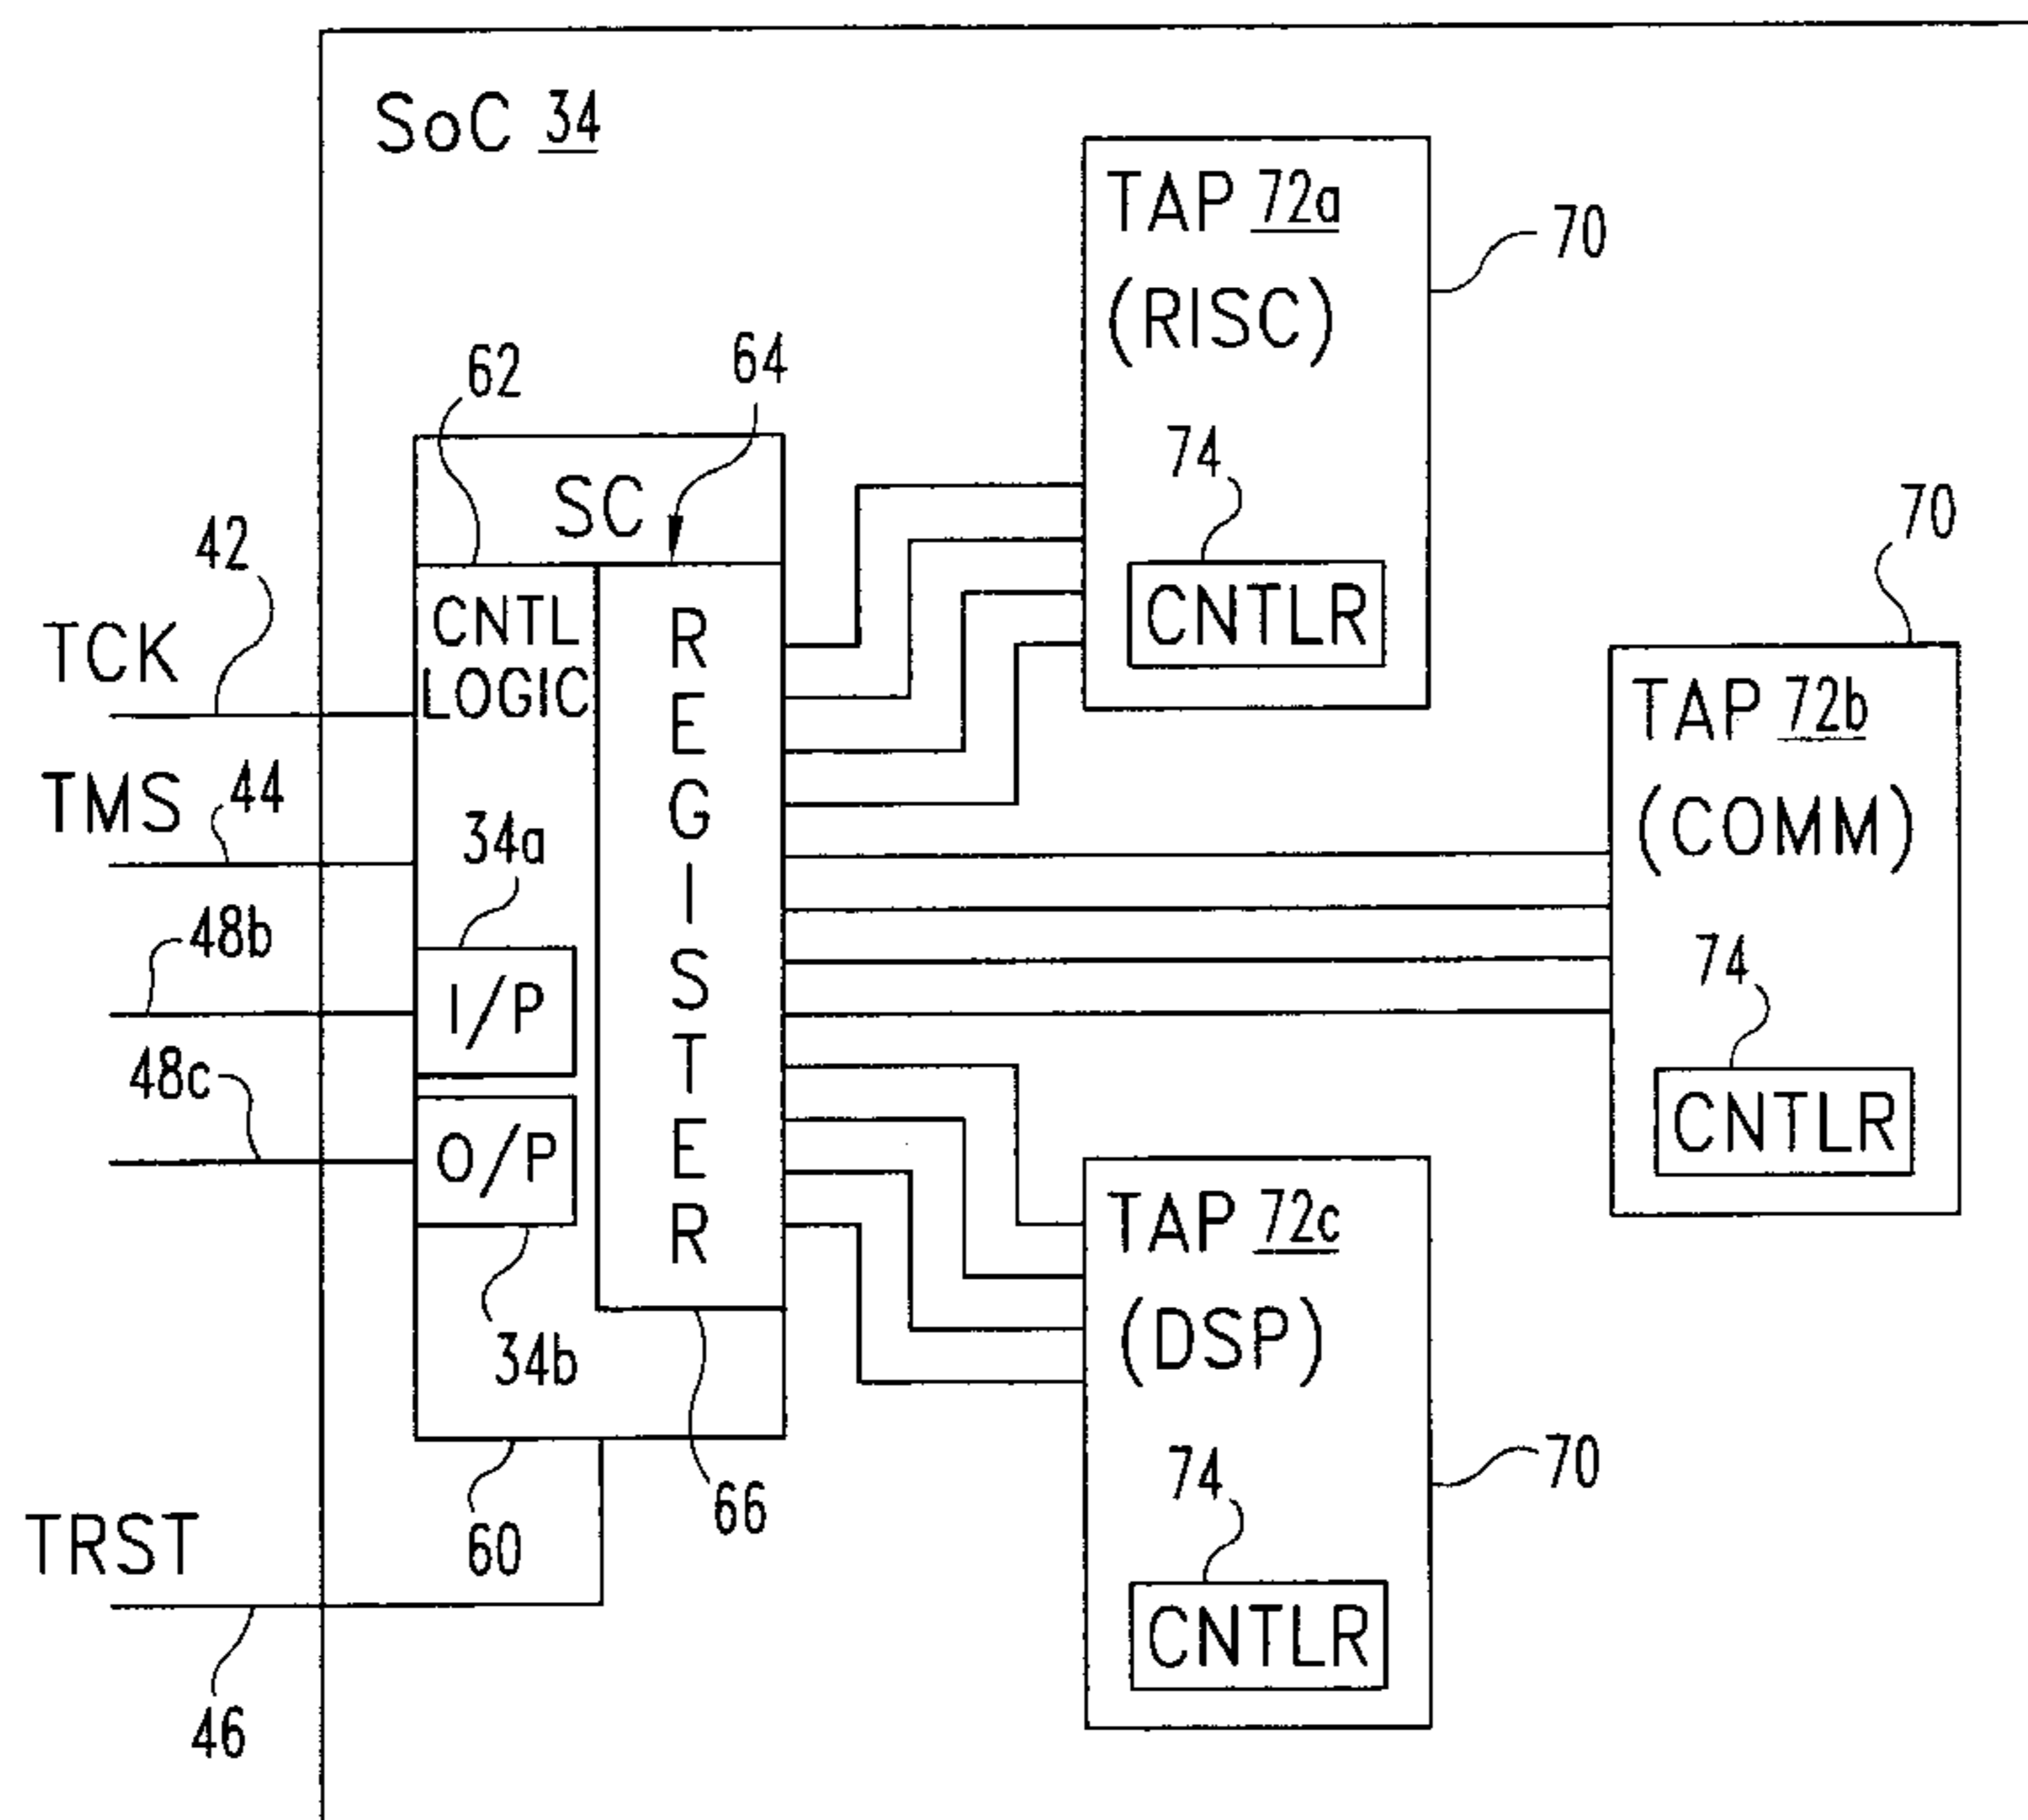 SoC 34
TAP 72a
(RISC)
70
62
64
74
CNTLR
SC
42
TCK
CNTL
LOGIC
REGISTER
70
TAP 72b
(COMM)
TMS
44
34a
48b
I/P
74
CNTLR
48c
O/P
34b
TAP 72c
(DSP)
70
74
CNTLR
66
60
TRST
46